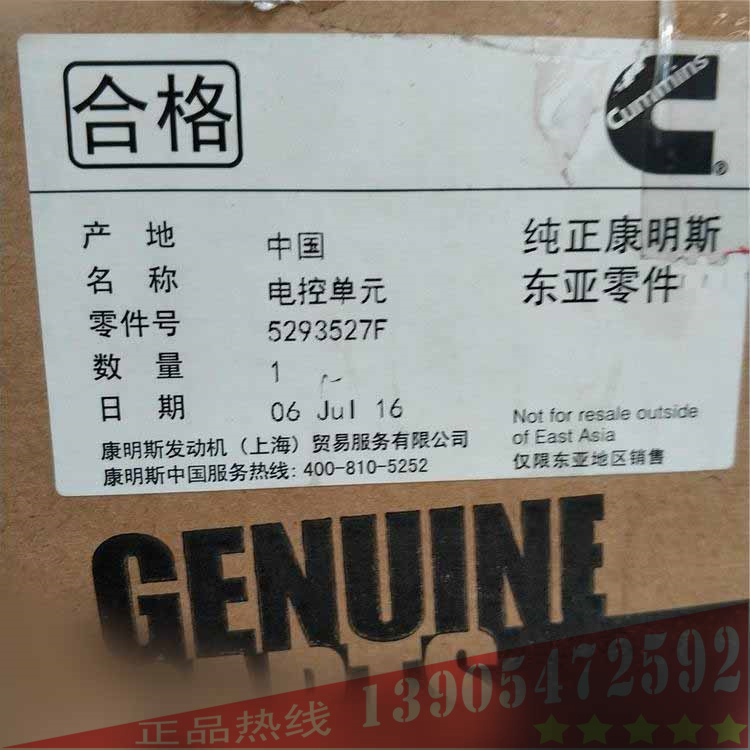 合格
Cummins
®
产地 中国
名称 电控单元
零件号 5293527F
数量 1
日期 06 Jul 16
纯正康明斯
东亚零件
Not for resale outside
of East Asia
仅限东亚地区销售
康明斯发动机（上海）贸易服务有限公司
康明斯中国服务热线: 400-810-5252
GENUINE
PARTS
正品热线 13905472592